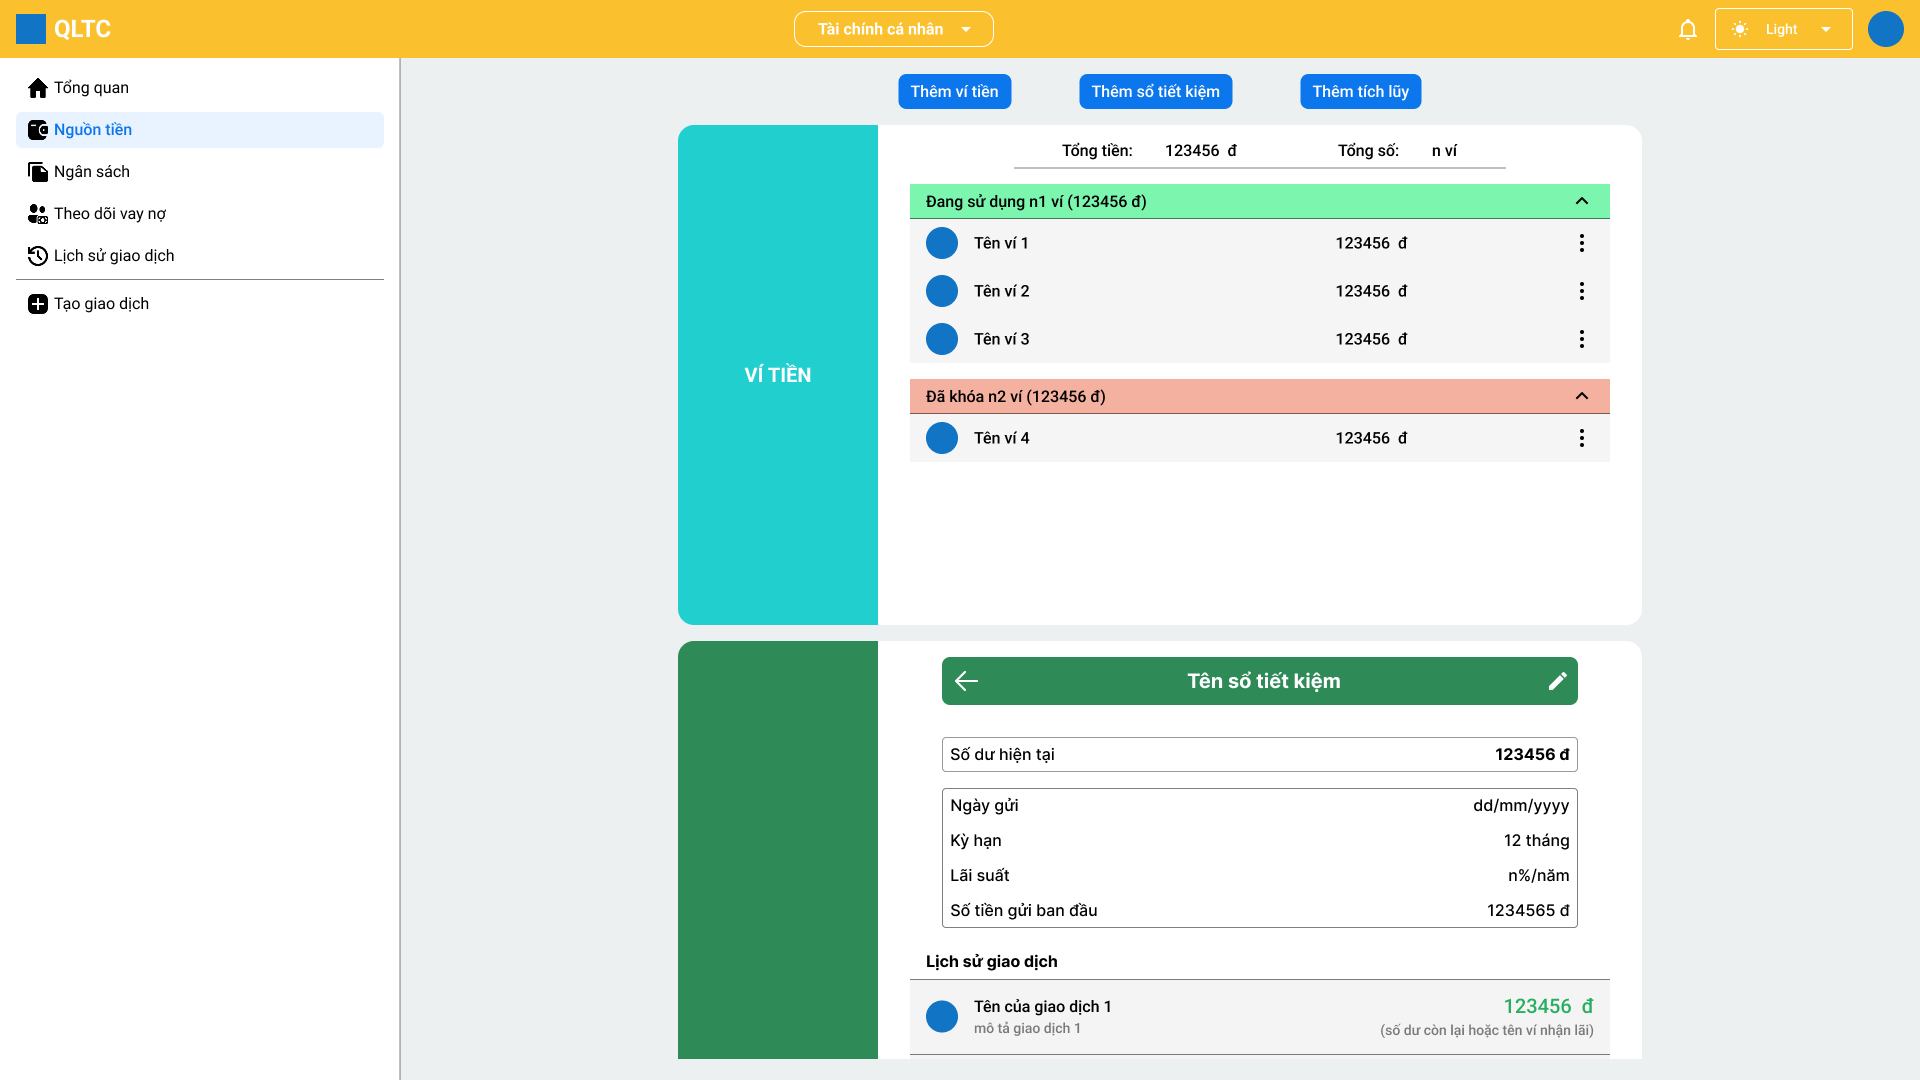 QLTC
Tài chính cá nhân
Light
Tổng quan
Nguồn tiền
Ngân sách
Theo dõi vay nợ
Lịch sử giao dịch
Tạo giao dịch
Thêm ví tiền
Thêm sổ tiết kiệm
Thêm tích lũy
VÍ TIỀN
Tổng tiền: 123456 đ Tổng số: n ví
Đang sử dụng n1 ví (123456 đ)
Tên ví 1 123456 đ
Tên ví 2 123456 đ
Tên ví 3 123456 đ
Đã khóa n2 ví (123456 đ)
Tên ví 4 123456 đ
Tên sổ tiết kiệm
Số dư hiện tại 123456 đ
Ngày gửi dd/mm/yyyy
Kỳ hạn 12 tháng
Lãi suất n%/năm
Số tiền gửi ban đầu 1234565 đ
Lịch sử giao dịch
Tên của giao dịch 1 123456 đ
mô tả giao dịch 1 (số dư còn lại hoặc tên ví nhận lãi)